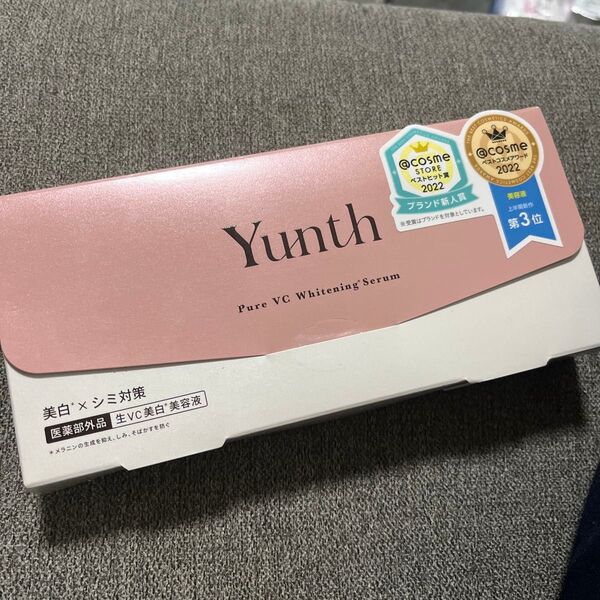 Yunth
Pure VC Whitening* Serum
@cosme
STORE
ベストヒット賞
2022
ブランド新人賞
※受賞はブランドを対象としています。
@cosme
ベストコスメアワード
2022
美容液
上半期新作
第3位
美白*×シミ対策
医薬部外品 生VC美白*美容液
*メラニンの生成を抑え、しみ、そばかすを防ぐ